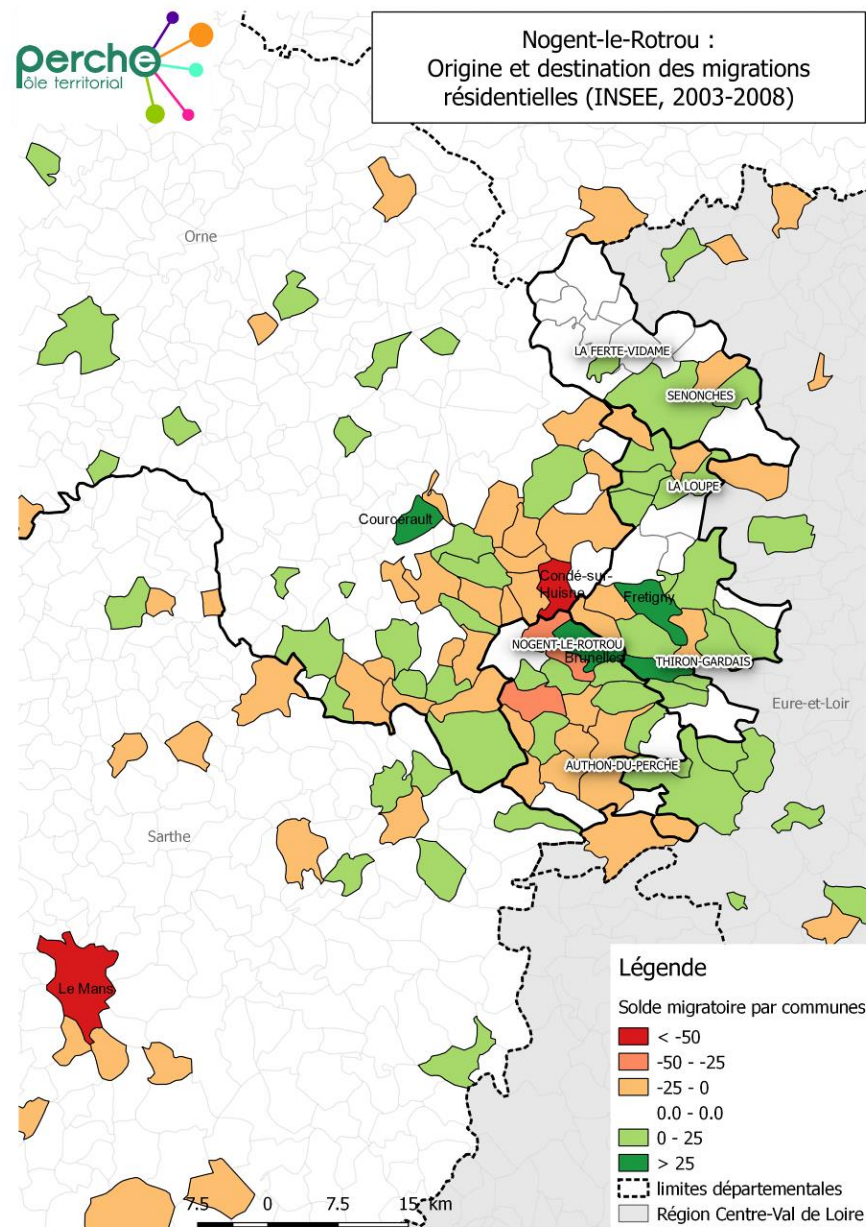 perche
pôle territorial
Nogent-le-Rotrou :
Origine et destination des migrations
résidentielles (INSEE, 2003-2008)
Orne
LA FERTE-VIDAME
SENONCHES
LA LOUPE
Courcerault
Condé-sur-
Huisne
Fretigny
NOGENT-LE-ROTROU
Brunelles
THIRON-GARDAIS
Eure-et-Loir
AUTHON-DU-PERCHE
Sarthe
Le Mans
Légende
Solde migratoire par communes
< -50
-50 - -25
-25 - 0
0.0 - 0.0
0 - 25
> 25
limites départementales
Région Centre-Val de Loire
7.5 0 7.5 15 km